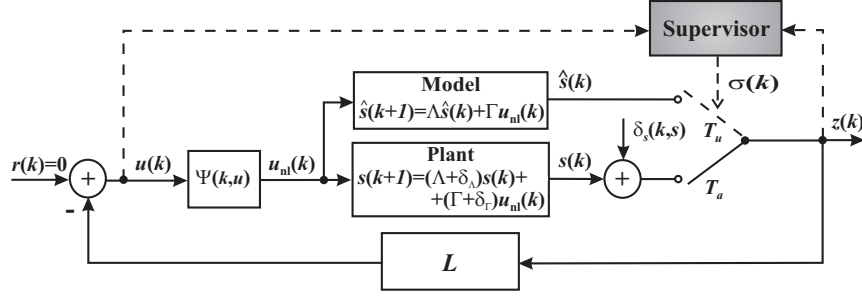 Supervisor
Model
ŝ(k+1)=Λŝ(k)+Γu_nl(k)
ŝ(k)
σ(k)
δ_s(k,s)
T_u
z(k)
r(k)=0
+
-
u(k)
Ψ(k,u)
u_nl(k)
Plant
s(k+1)=(Λ+δ_Λ)s(k)+
+(Γ+δ_Γ)u_nl(k)
s(k)
+
T_a
L